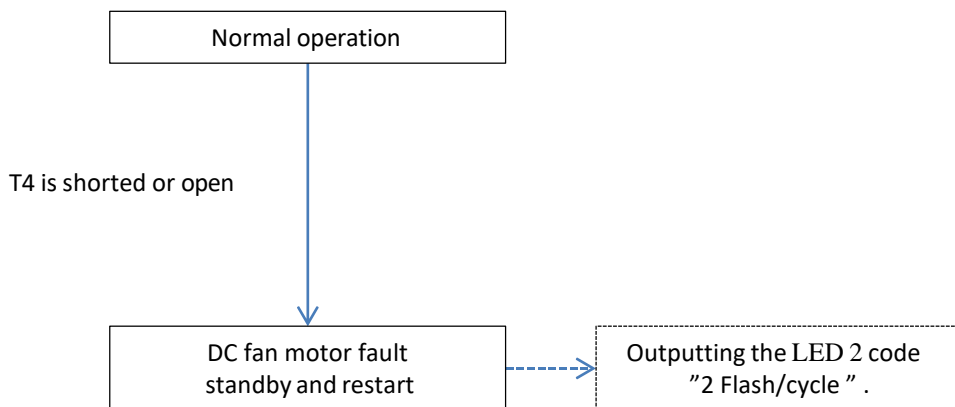 Normal operation
T4 is shorted or open
DC fan motor fault
standby and restart
Outputting the LED 2 code
”2 Flash/cycle ” .